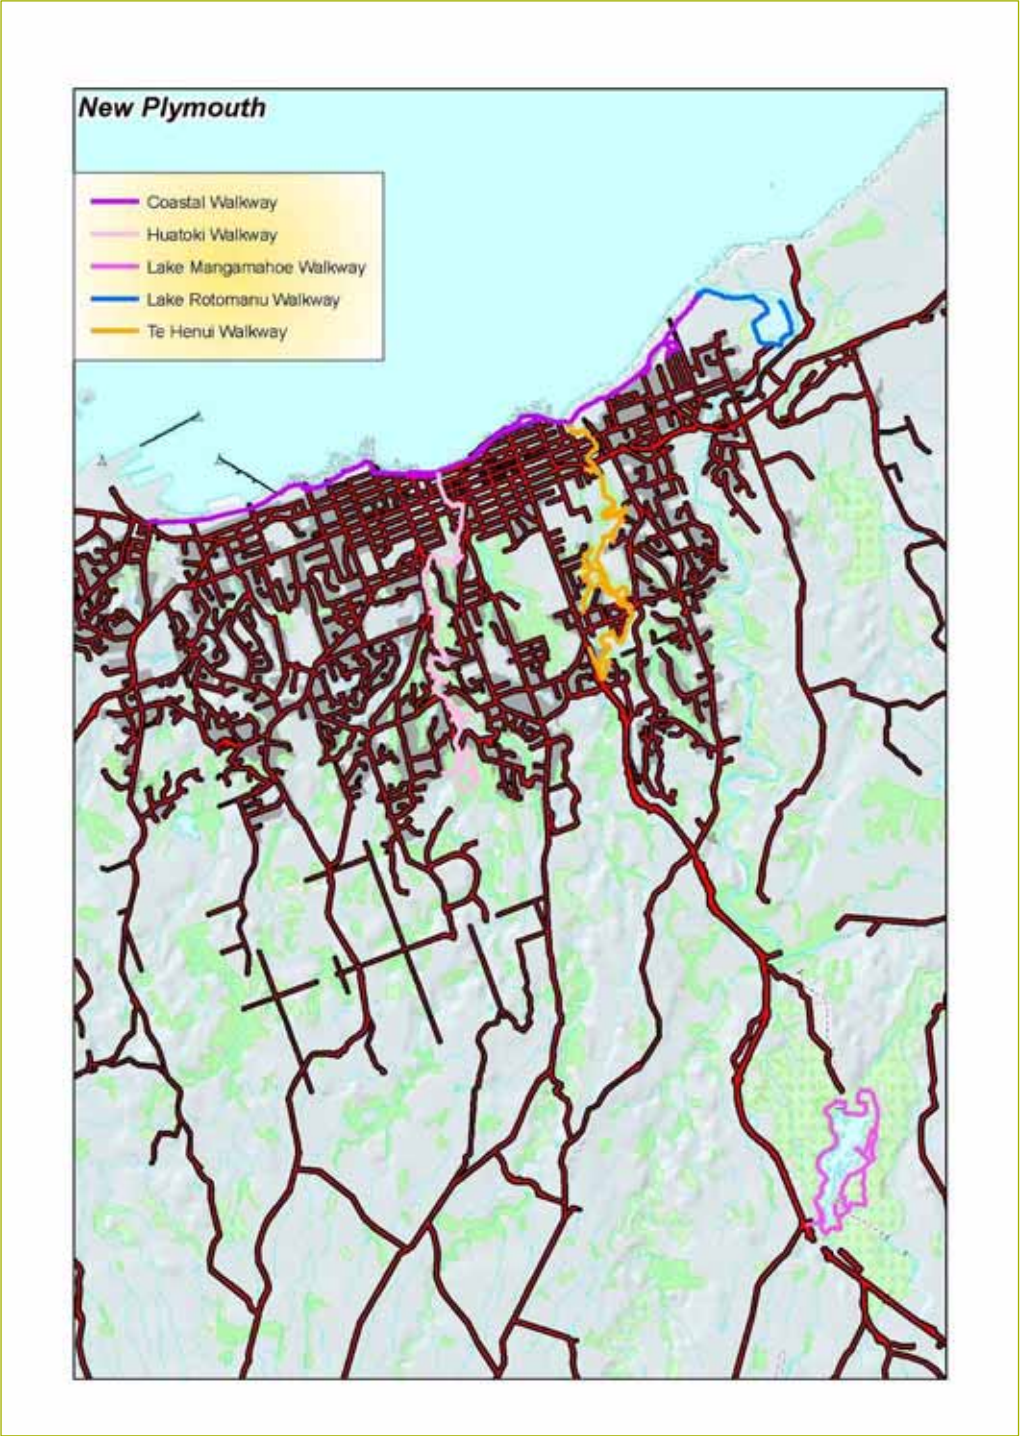 New Plymouth
Coastal Walkway
Huatoki Walkway
Lake Mangamahoe Walkway
Lake Rotomanu Walkway
Te Henui Walkway